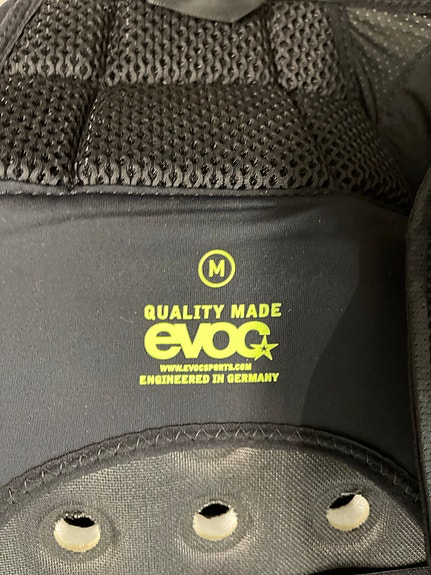 M
QUALITY MADE
evoc
WWW.EVOCSPORTS.COM
ENGINEERED IN GERMANY